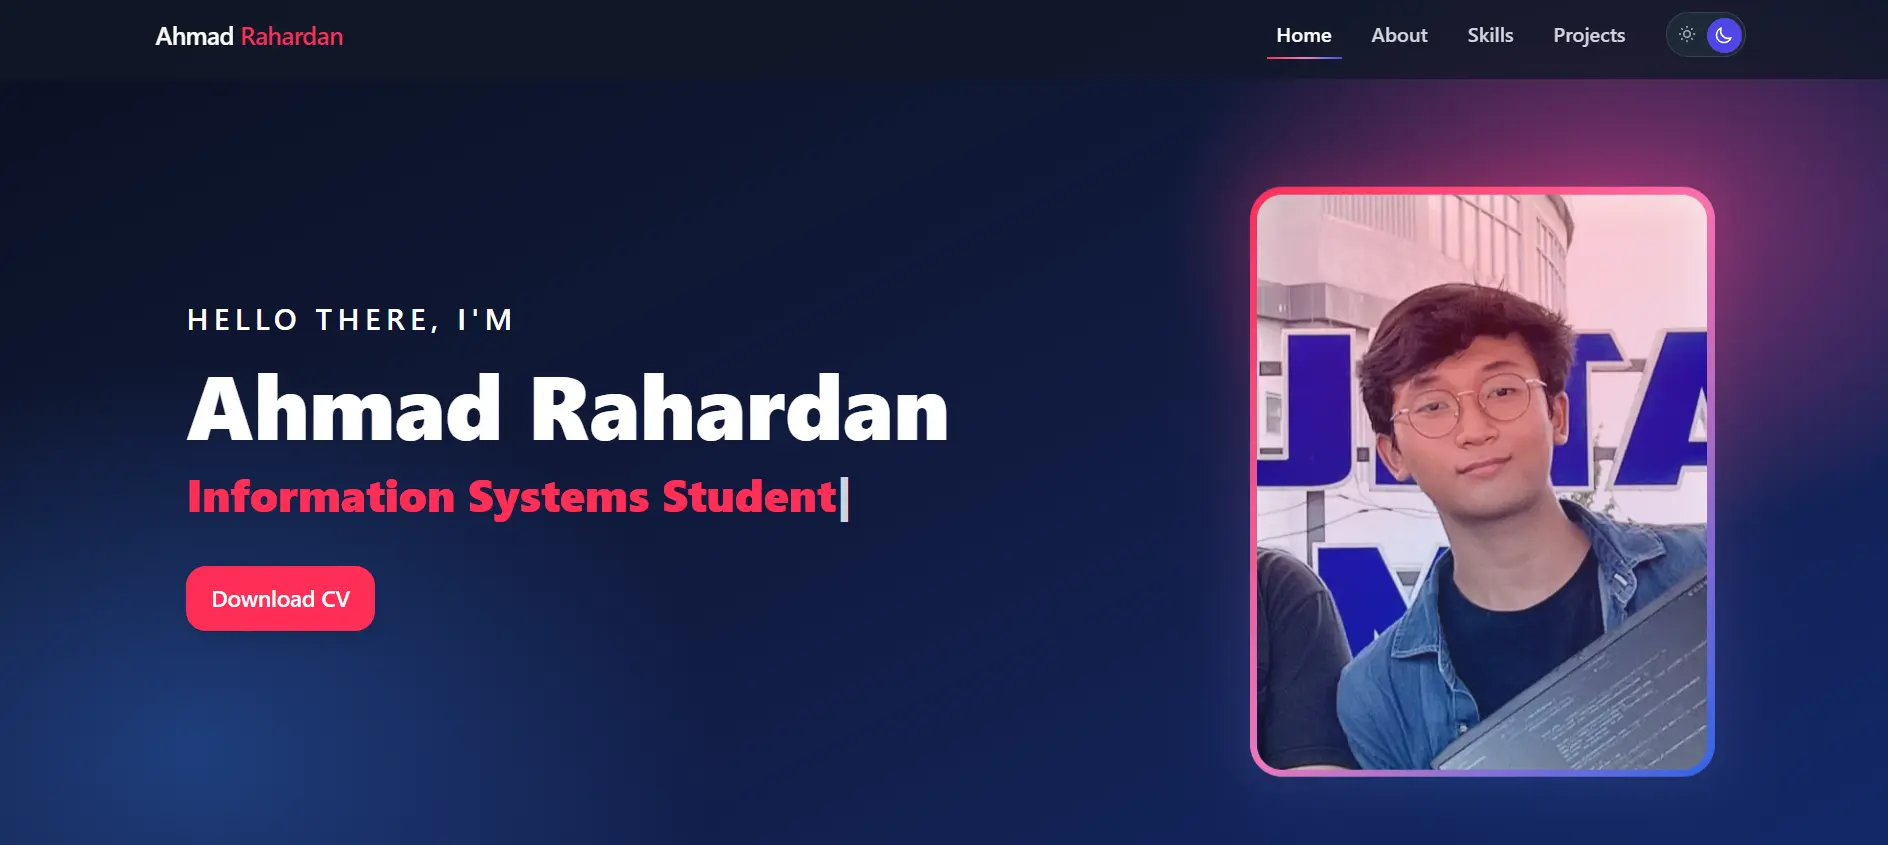 Ahmad Rahardan
Home About Skills Projects
HELLO THERE, I'M
Ahmad Rahardan
Information Systems Student
Download CV